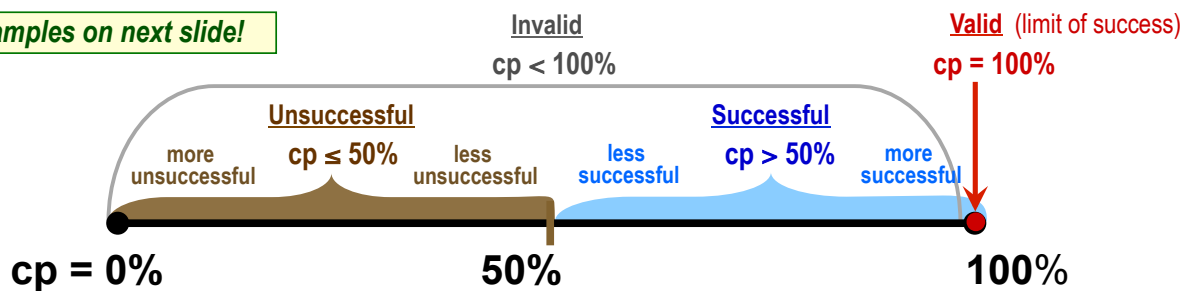 amples on next slide!
Invalid
cp < 100%
Valid (limit of success)
cp = 100%
Unsuccessful
cp ≤ 50%
more
unsuccessful
less
unsuccessful
Successful
cp > 50%
less
successful
more
successful
cp = 0%
50%
100%